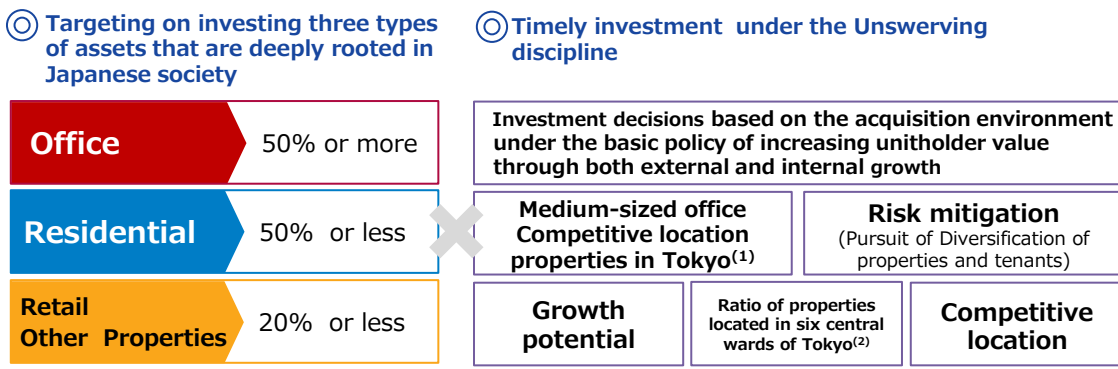 ◎ Targeting on investing three types
of assets that are deeply rooted in
Japanese society
Office
50% or more
Residential
50% or less
Retail
Other Properties
20% or less
◎ Timely investment under the Unswerving
discipline
Investment decisions based on the acquisition environment
under the basic policy of increasing unitholder value
through both external and internal growth
Medium-sized office
Competitive location
properties in Tokyo(1)
Risk mitigation
(Pursuit of Diversification of
properties and tenants)
Growth
potential
Ratio of properties
located in six central
wards of Tokyo(2)
Competitive
location